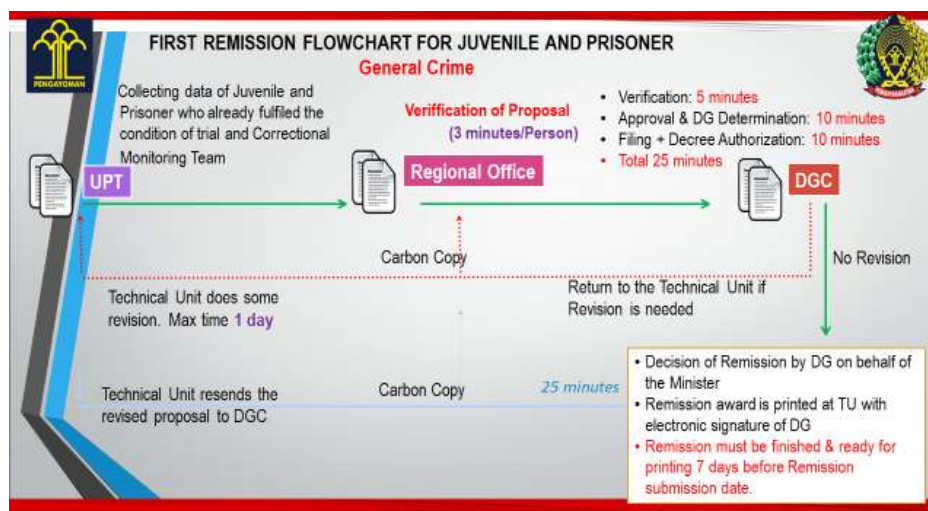 FIRST REMISSION FLOWCHART FOR JUVENILE AND PRISONER
General Crime
PENGAYOMAN
Collecting data of Juvenile and
Prisoner who already fulfiled the
condition of trial and Correctional
Monitoring Team
UPT
Veriffication of Proposal
(3 minutes/Person)
Regional Office
• Verification: 5 minutes
• Approval & DG Determination: 10 minutes
• Filing + Decree Authorization: 10 minutes
• Total 25 minutes
DGC
Carbon Copy
No Revision
Technical Unit does some
revision. Max time 1 day
Return to the Technical Unit if
Revision is needed
Technical Unit resends the
revised proposal to DGC
Carbon Copy
25 minutes
• Decision of Remission by DG on behalf of
the Minister
• Remission award is printed at TU with
electronic signature of DG
• Remission must be finished & ready for
printing 7 days before Remission
submission date.